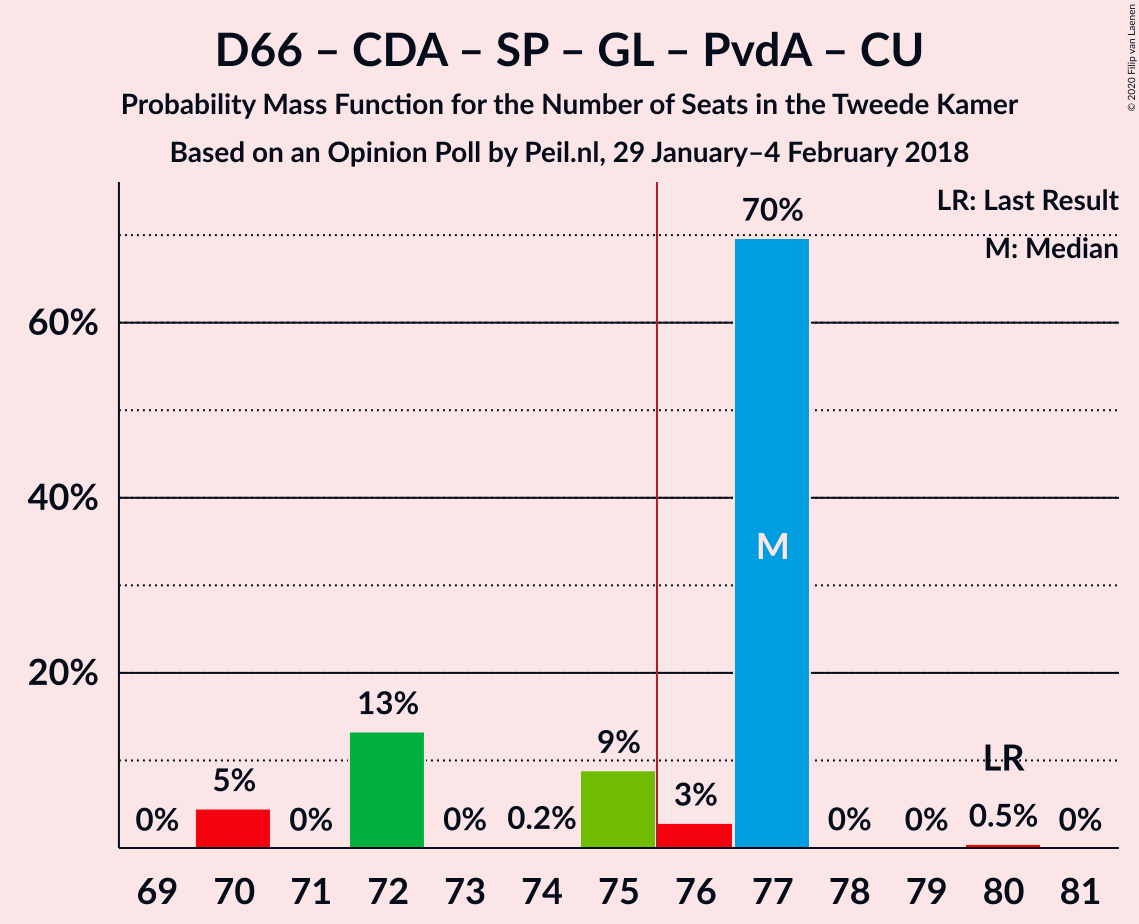 D66 – CDA – SP – GL – PvdA – CU
Probability Mass Function for the Number of Seats in the Tweede Kamer
Based on an Opinion Poll by Peil.nl, 29 January–4 February 2018
© 2020 Filip van Laenen
LR: Last Result
M: Median
70%
60%
40%
M
20%
13%
9%
LR
5%
3%
0%
0%
0%
0.2%
0%
0%
0.5%
0%
69 70 71 72 73 74 75 76 77 78 79 80 81